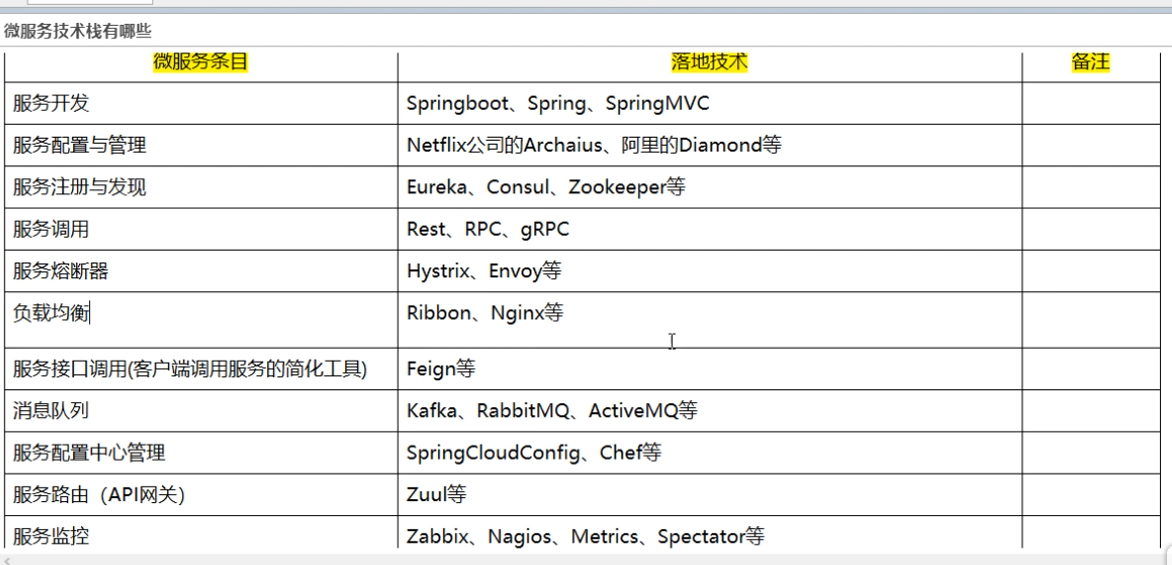 微服务技术栈有哪些
微服务条目 落地技术 备注
服务开发 Springboot、Spring、SpringMVC
服务配置与管理 Netflix公司的Archaius、阿里的Diamond等
服务注册与发现 Eureka、Consul、Zookeeper等
服务调用 Rest、RPC、gRPC
服务熔断器 Hystrix、Envoy等
负载均衡 Ribbon、Nginx等
服务接口调用(客户端调用服务的简化工具) Feign等
消息队列 Kafka、RabbitMQ、ActiveMQ等
服务配置中心管理 SpringCloudConfig、Chef等
服务路由（API网关） Zuul等
服务监控 Zabbix、Nagios、Metrics、Spectator等